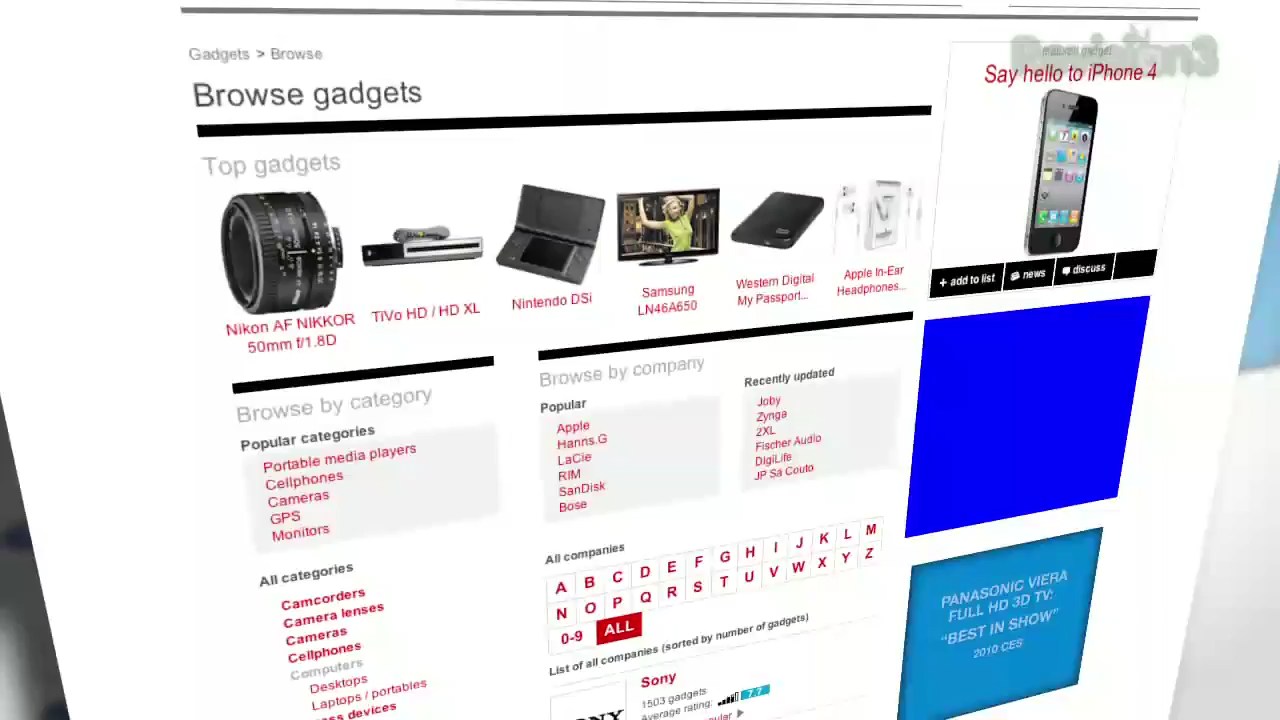 Gadgets > Browse
Browse gadgets
Top gadgets
Nikon AF NIKKOR
50mm f/1.8D
TiVo HD / HD XL
Nintendo DSi
Samsung
LN46A650
Western Digital
My Passport...
Apple In-Ear
Headphones...
Say hello to iPhone 4
+ add to list
news
discuss
Browse by category
Popular categories
Portable media players
Cellphones
Cameras
GPS
Monitors
All categories
Camcorders
Camera lenses
Cameras
Cellphones
Computers
Desktops
Laptops / portables
Browse by company
Popular
Apple
Hanns.G
LaCie
RIM
SanDisk
Bose
Recently updated
Joby
Zynga
2XL
Fischer Audio
DigiLife
JP Sá Couto
All companies
A B C D E F G H I J K L M
N O P Q R S T U V W X Y Z
0-9 ALL
List of all companies (sorted by number of gadgets)
Sony
1503 gadgets
Average rating: 7.7
PANASONIC VIERA
FULL HD 3D TV:
“BEST IN SHOW”
2010 CES